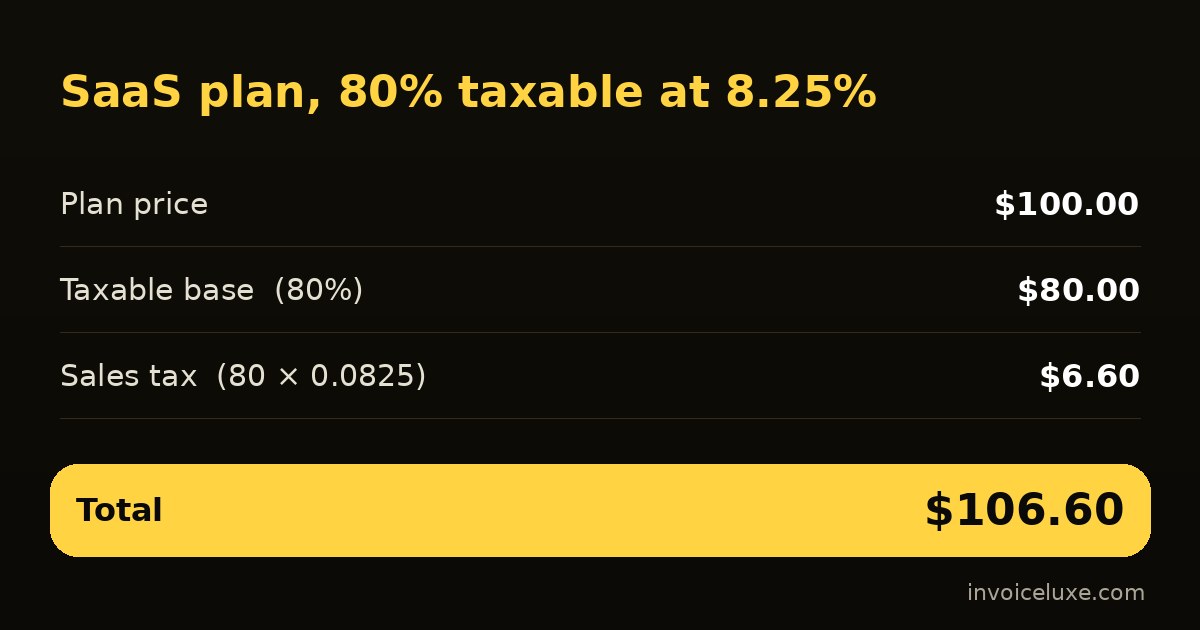 SaaS plan, 80% taxable at 8.25%
Plan price $100.00
Taxable base (80%) $80.00
Sales tax (80 × 0.0825) $6.60
Total $106.60
invoiceluxe.com